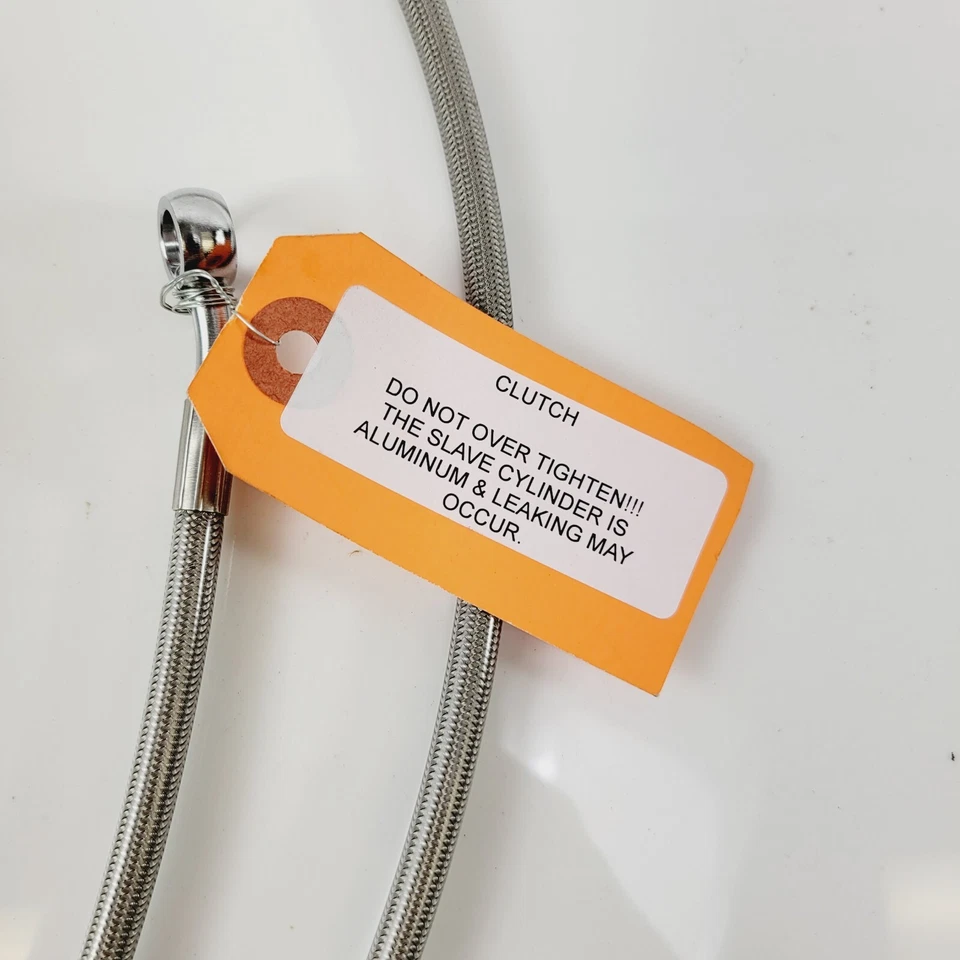 CLUTCH
DO NOT OVER TIGHTEN!!!
THE SLAVE CYLINDER IS
ALUMINUM & LEAKING MAY
OCCUR.